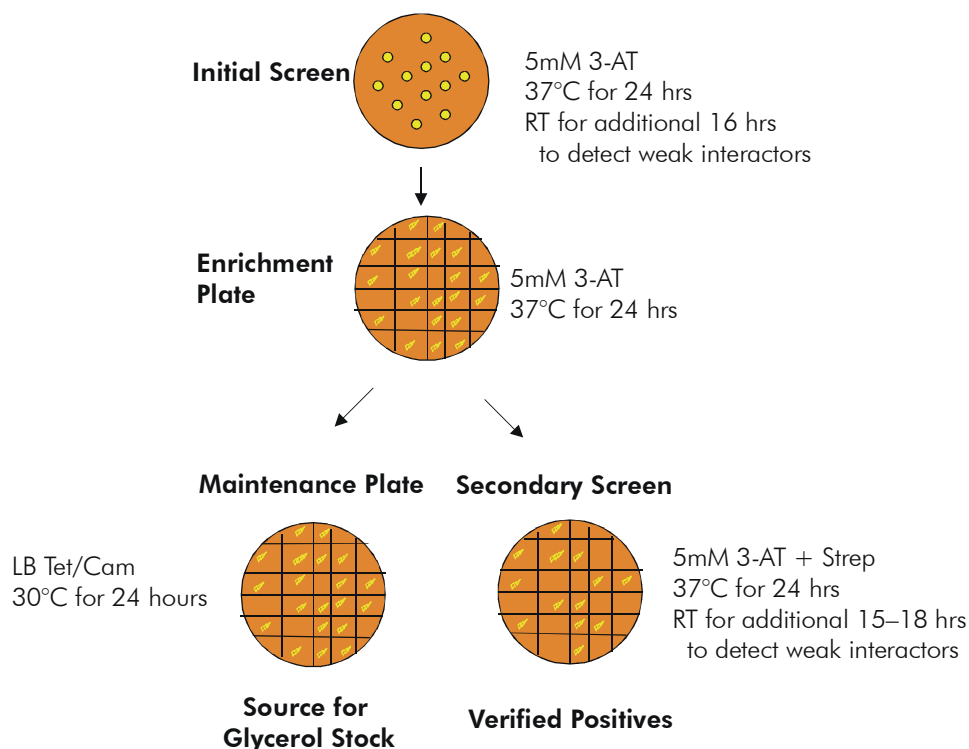 Initial Screen
5mM 3-AT
37°C for 24 hrs
RT for additional 16 hrs
to detect weak interactors
Enrichment
Plate
5mM 3-AT
37°C for 24 hrs
Maintenance Plate
LB Tet/Cam
30°C for 24 hours
Source for
Glycerol Stock
Secondary Screen
5mM 3-AT + Strep
37°C for 24 hrs
RT for additional 15–18 hrs
to detect weak interactors
Verified Positives